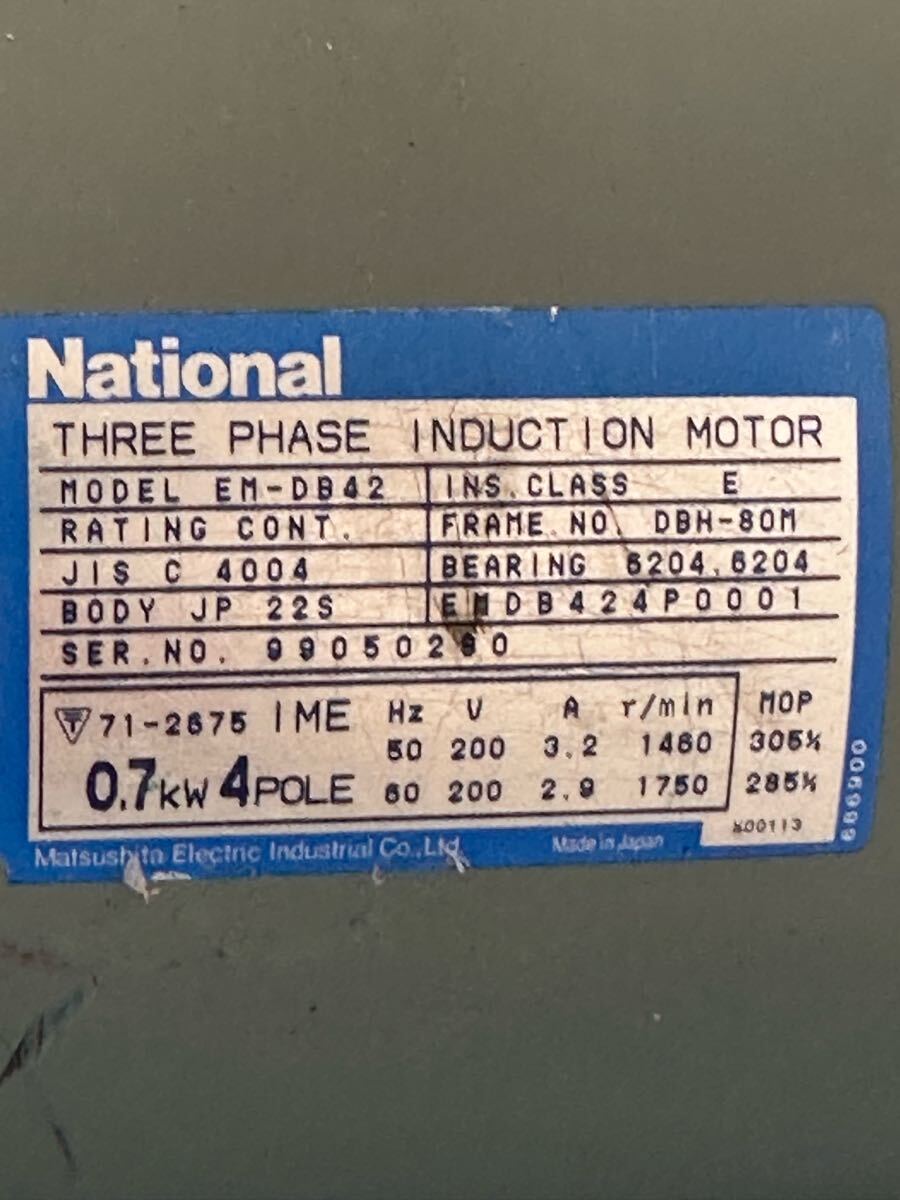 National
THREE PHASE INDUCTION MOTOR
MODEL EM-DB42 INS.CLASS E
RATING CONT. FRAME.NO. DBH-80M
JIS C 4004 BEARING 6204,6204
BODY JP 22S EMDB424P0001
SER.NO. 99050280
T 71-2675 IME Hz V A r/min MOP
50 200 3.2 1460 305%
0.7kW 4POLE 60 200 2.9 1750 285%
Matsushita Electric Industrial Co.,Ltd. Made in Japan